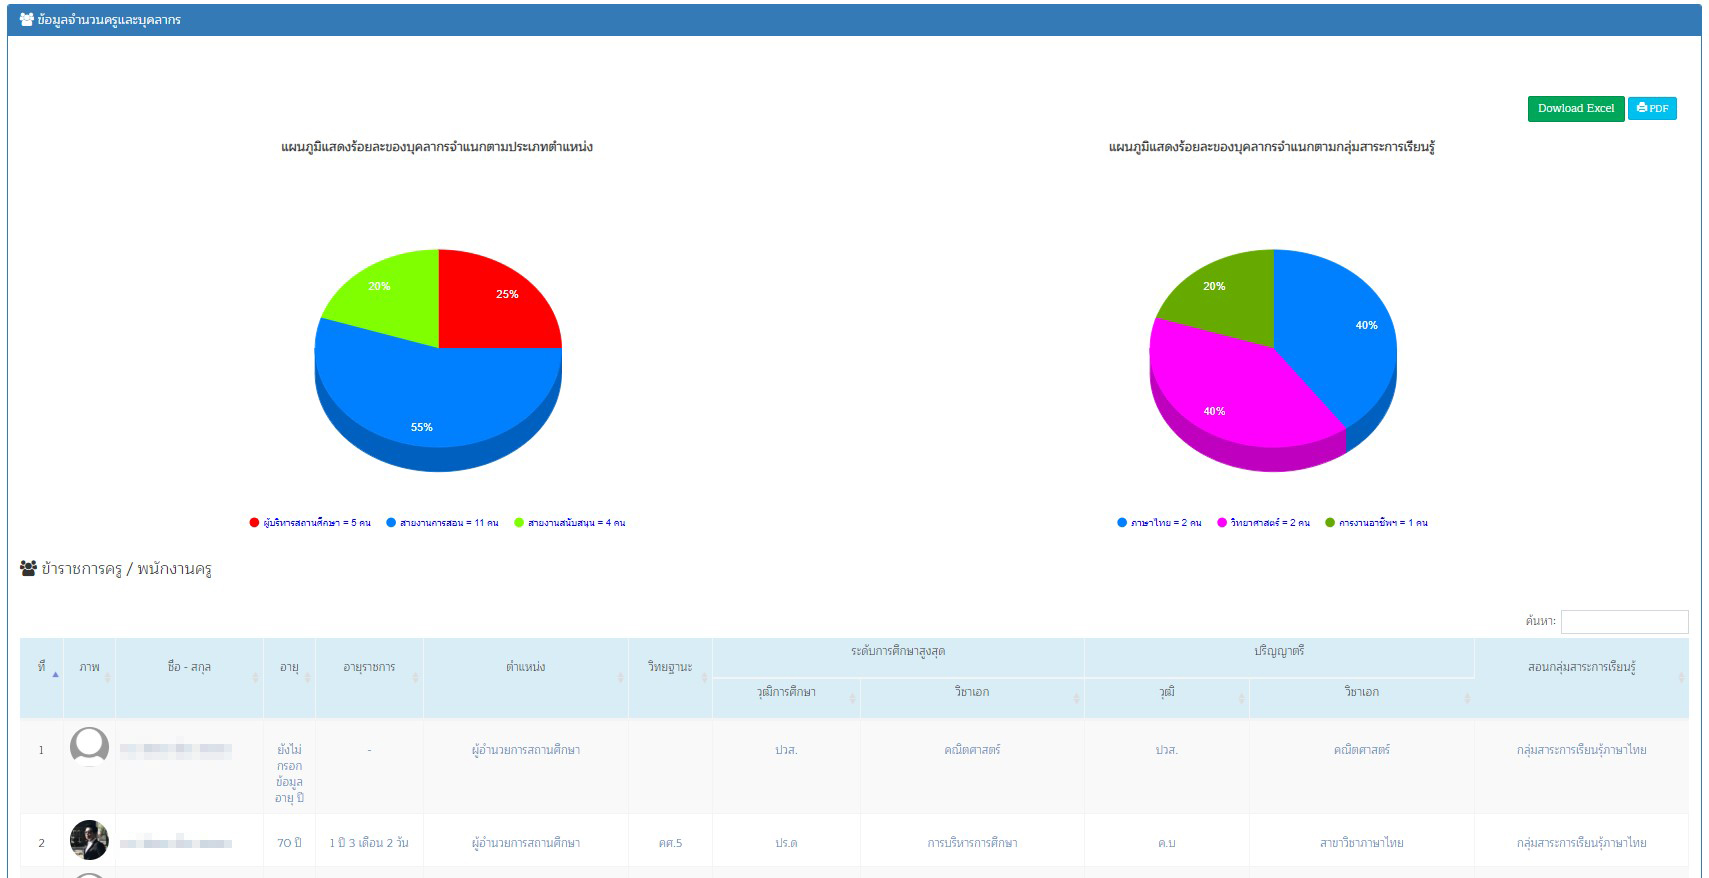 ข้อมูลจำนวนครูและบุคลากร
Dowload Excel PDF
แผนภูมิแสดงร้อยละของบุคลากรจำแนกตามประเภทตำแหน่ง
แผนภูมิแสดงร้อยละของบุคลากรจำแนกตามกลุ่มสาระการเรียนรู้
20%
25%
55%
20%
40%
40%
ผู้บริหารสถานศึกษา = 5 คน สายงานการสอน = 11 คน สายงานสนับสนุน = 4 คน
ภาษาไทย = 2 คน วิทยาศาสตร์ = 2 คน การงานอาชีพฯ = 1 คน
ข้าราชการครู / พนักงานครู
ค้นหา:
ที่ ภาพ ชื่อ - สกุล อายุ อายุราชการ ตำแหน่ง วิทยฐานะ ระดับการศึกษาสูงสุด ปริญญาตรี สอนกลุ่มสาระการเรียนรู้
วุฒิการศึกษา วิชาเอก วุฒิ วิชาเอก
1 ยังไม่ - ผู้อำนวยการสถานศึกษา ปวส. คณิตศาสตร์ ปวส. คณิตศาสตร์ กลุ่มสาระการเรียนรู้ภาษาไทย
กรอก
ข้อมูล
อายุ ปี
2 70 ปี 1 ปี 3 เดือน 2 วัน ผู้อำนวยการสถานศึกษา คศ.5 ปร.ด การบริหารการศึกษา ค.บ สาขาวิชาภาษาไทย กลุ่มสาระการเรียนรู้ภาษาไทย